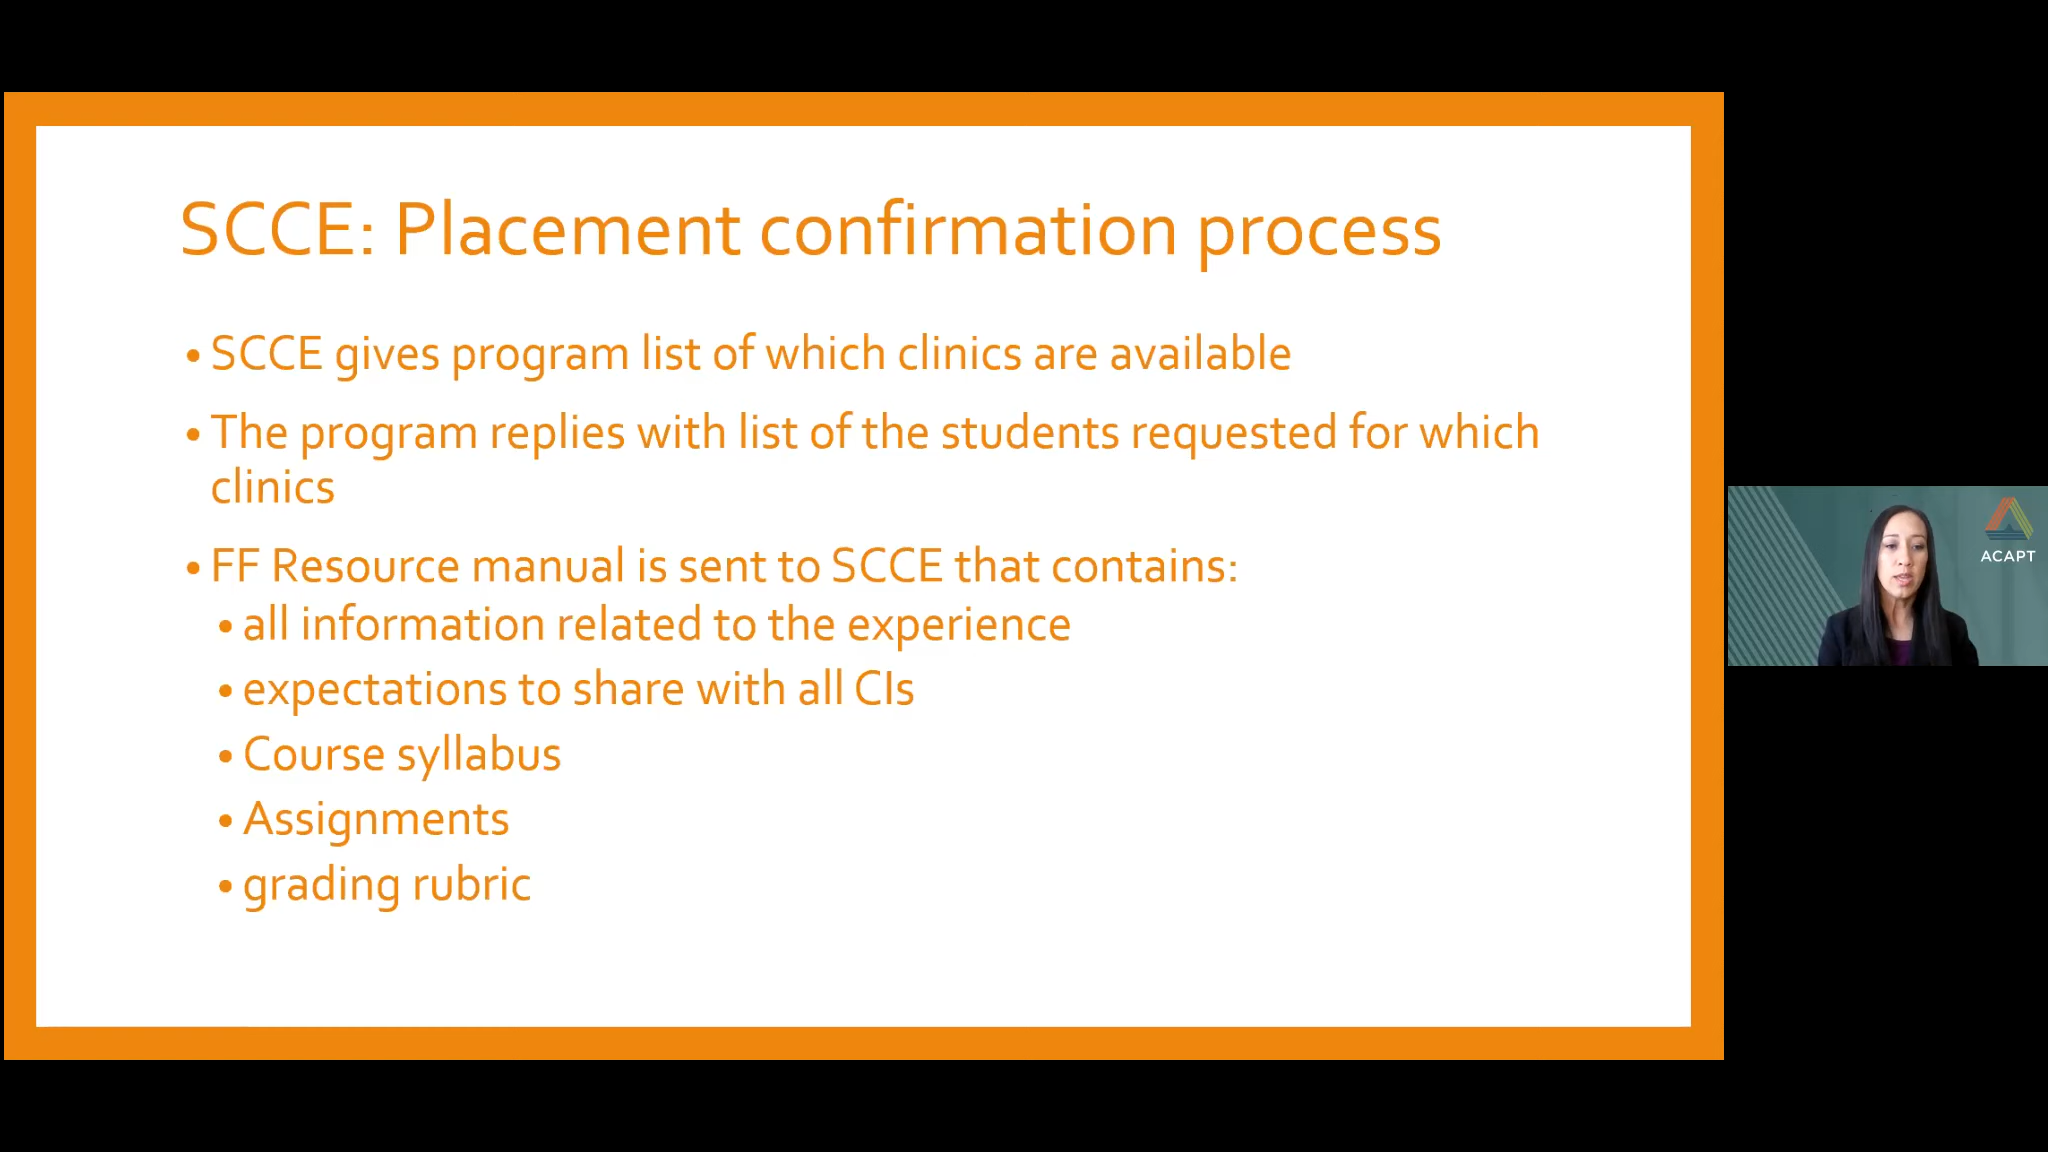 SCCE: Placement confirmation process
• SCCE gives program list of which clinics are available
• The program replies with list of the students requested for which
clinics
• FF Resource manual is sent to SCCE that contains:
• all information related to the experience
• expectations to share with all CIs
• Course syllabus
• Assignments
• grading rubric
ACAPT